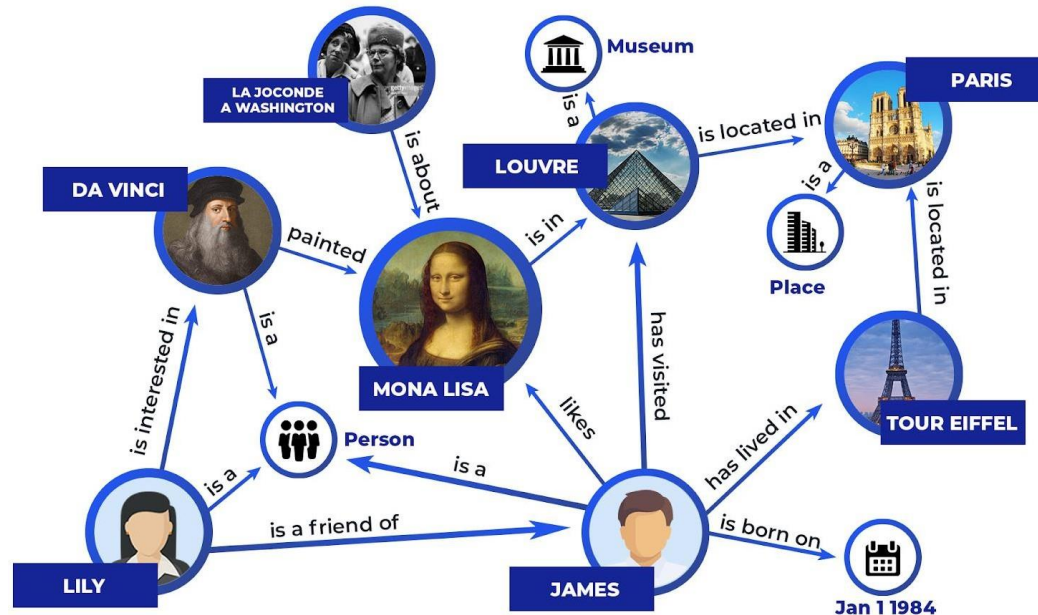 Museum
PARIS
LA JOCONDE
A WASHINGTON
gettyimages
is a
is located in
LOUVRE
is about
DA VINCI
is a
is located in
painted
is in
Place
is interested in
is a
has visited
MONA LISA
likes
TOUR EIFFEL
Person
has lived in
is a
is a
is a friend of
is born on
LILY
JAMES
Jan 1 1984